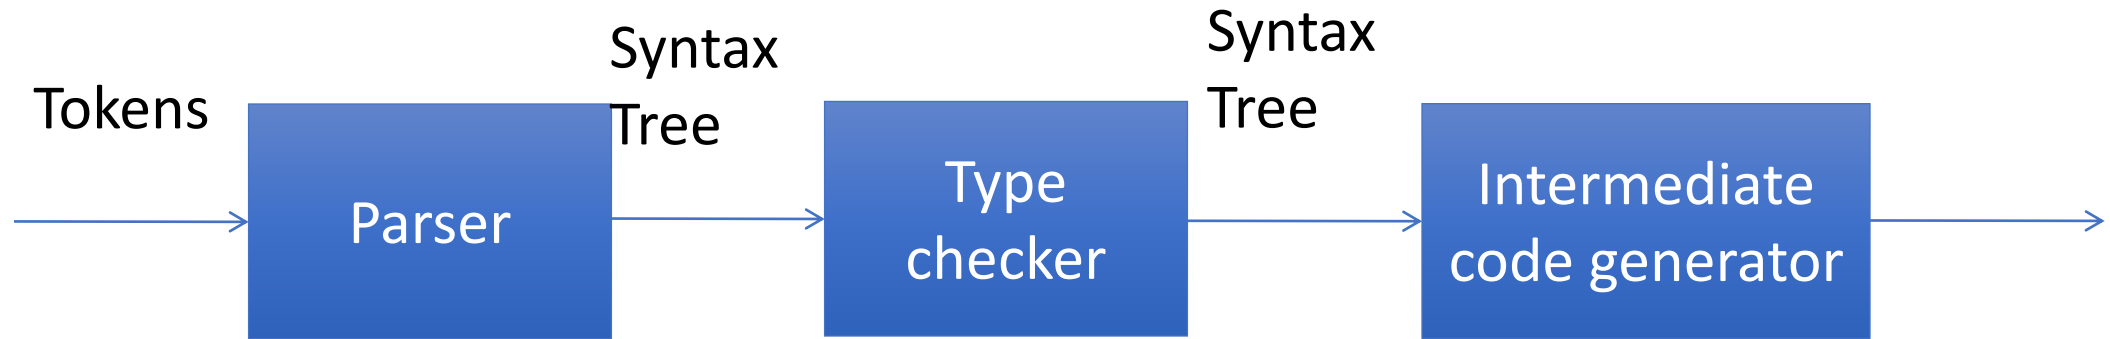 Tokens
Parser
Syntax
Tree
Type
checker
Syntax
Tree
Intermediate
code generator